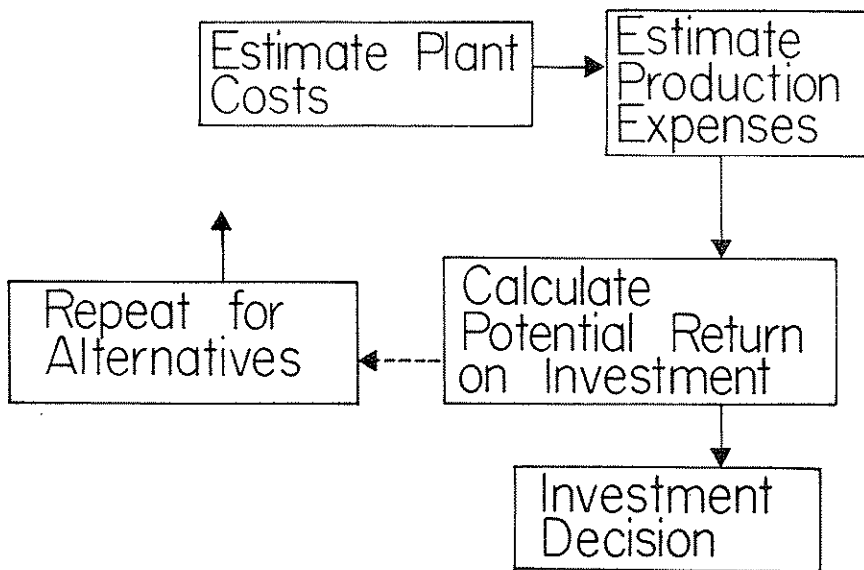 Estimate Plant
Costs
Estimate
Production
Expenses
Repeat for
Alternatives
Calculate
Potential Return
on Investment
Investment
Decision